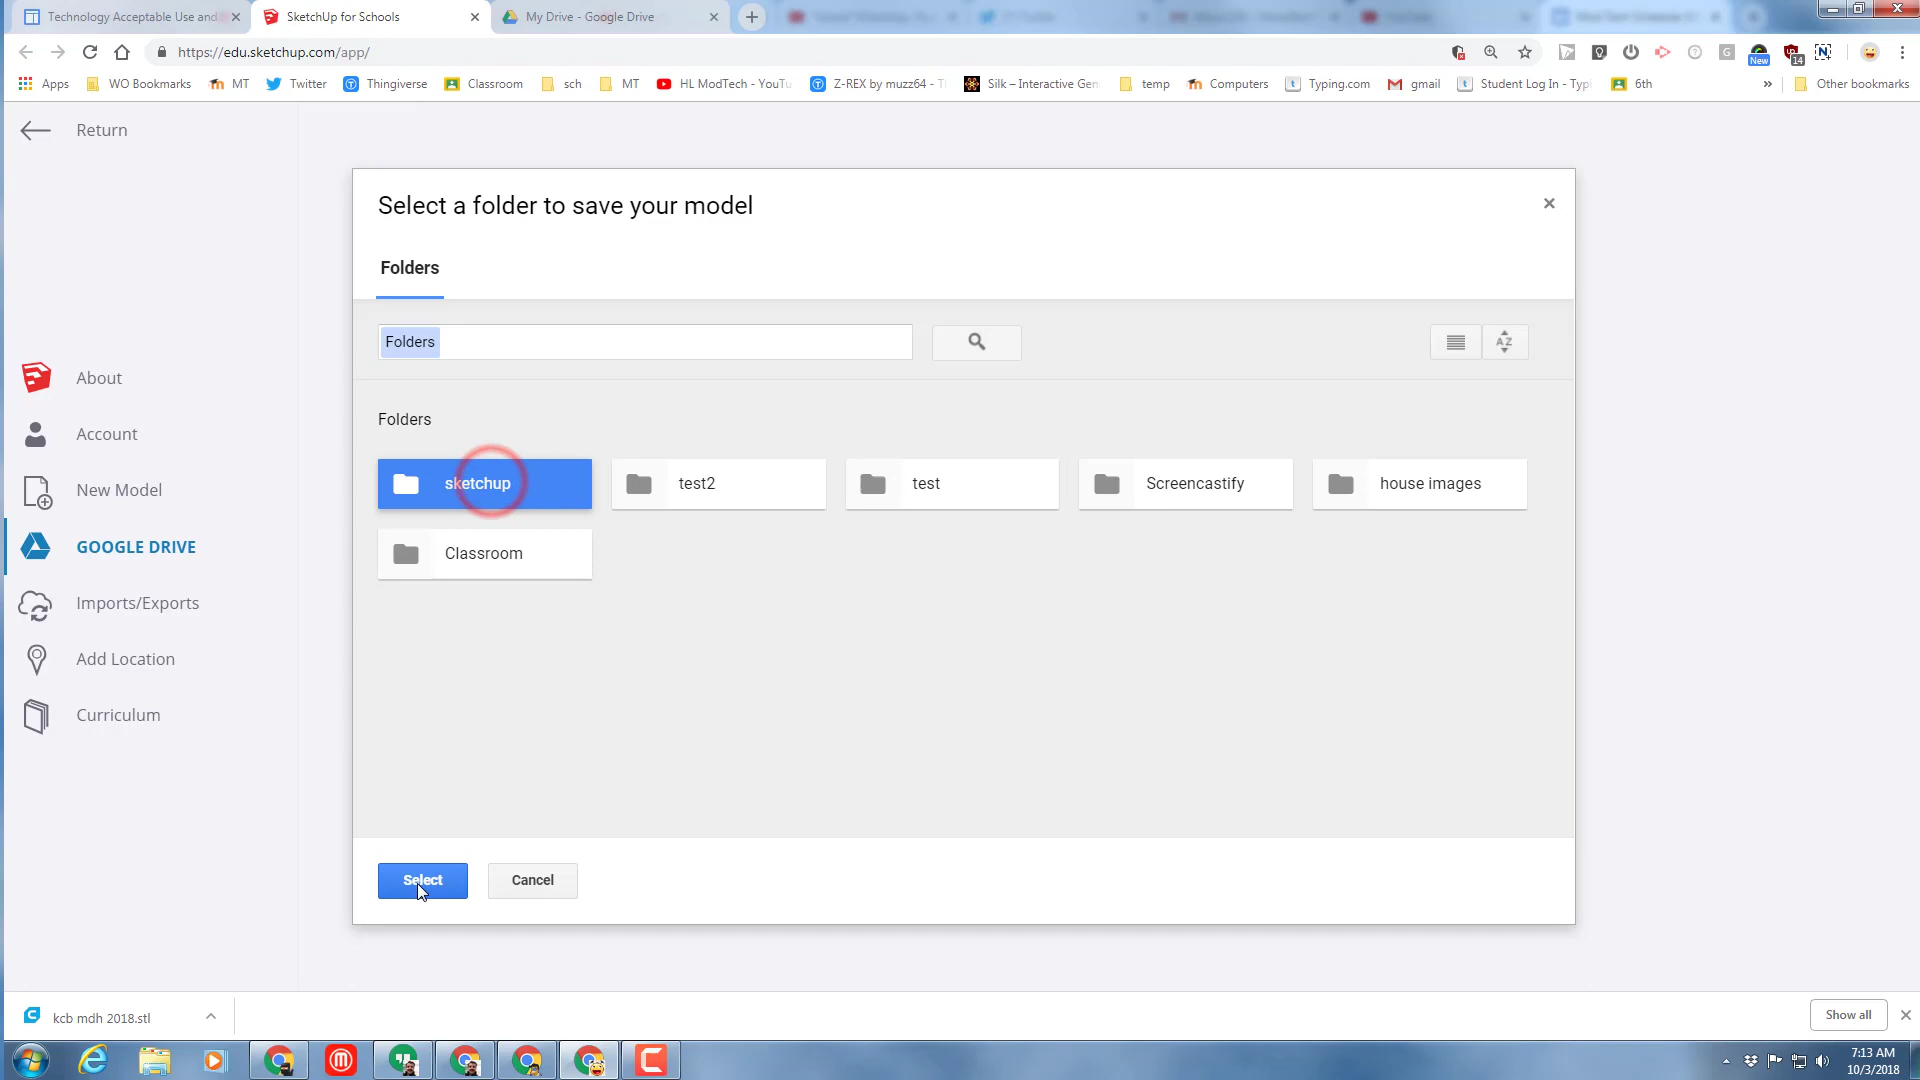 Technology Acceptable Use and
SketchUp for Schools
My Drive - Google Drive
https://edu.sketchup.com/app/
New
14
Apps
WO Bookmarks
MT
Twitter
Thingiverse
Classroom
sch
MT
HL ModTech - YouTu
Z-REX by muzz64 - T
Silk – Interactive Gen
temp
Computers
Typing.com
gmail
Student Log In - Typi
6th
»
Other bookmarks
Return
Select a folder to save your model
Folders
Folders
AZ
About
Account
New Model
GOOGLE DRIVE
Imports/Exports
Add Location
Curriculum
Folders
sketchup
test2
test
Screencastify
house images
Classroom
Select
Cancel
kcb mdh 2018.stl
Show all
7:13 AM
10/3/2018